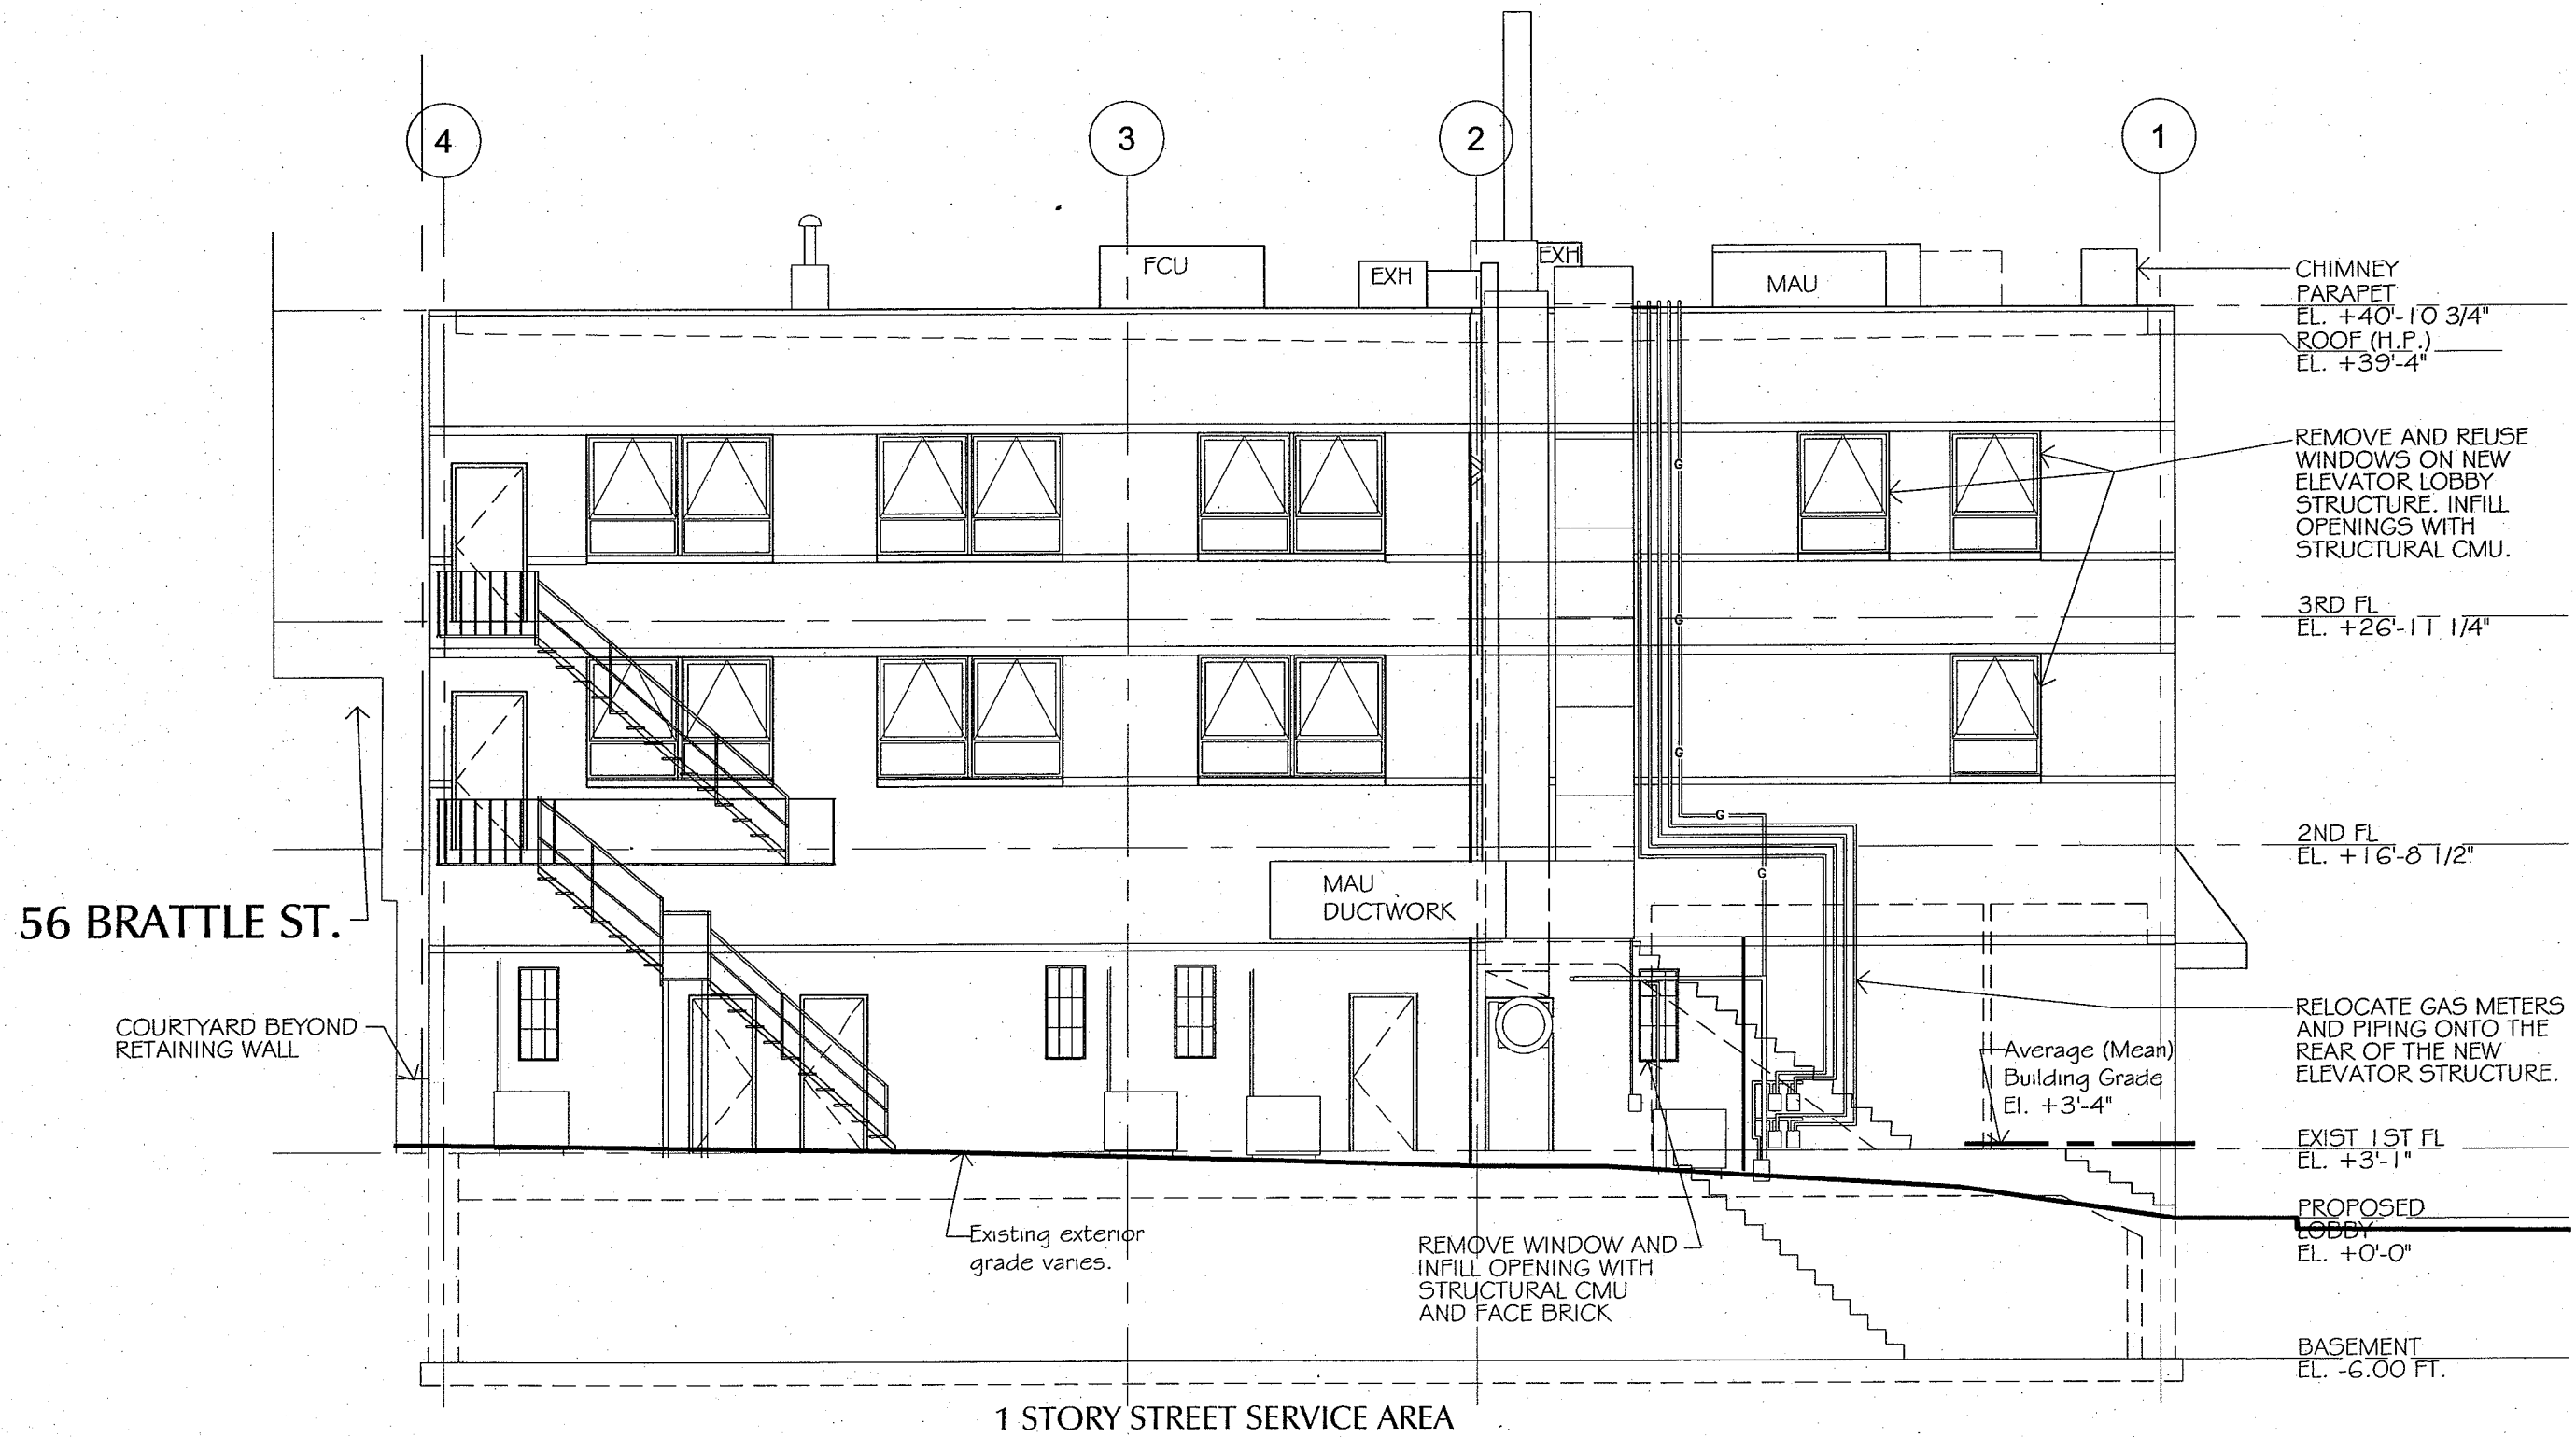 4
3
2
1
FCU
EXH
EXH
MAU
CHIMNEY
PARAPET
EL. +40'-10 3/4"
ROOF (H.P.)
EL. +39'-4"
REMOVE AND REUSE
WINDOWS ON NEW
ELEVATOR LOBBY
STRUCTURE. INFILL
OPENINGS WITH
STRUCTURAL CMU.
G
3RD FL
EL. +26'-11 1/4"
G
G
G
2ND FL
EL. +16'-8 1/2"
G
MAU
DUCTWORK
56 BRATTLE ST.
COURTYARD BEYOND
RETAINING WALL
RELOCATE GAS METERS
AND PIPING ONTO THE
REAR OF THE NEW
ELEVATOR STRUCTURE.
Average (Mean)
Building Grade
El. +3'-4"
EXIST 1ST FL
EL. +3'-1"
PROPOSED
LOBBY
EL. +0'-0"
Existing exterior
grade varies.
REMOVE WINDOW AND
INFILL OPENING WITH
STRUCTURAL CMU
AND FACE BRICK
BASEMENT
EL. -6.00 FT.
1 STORY STREET SERVICE AREA